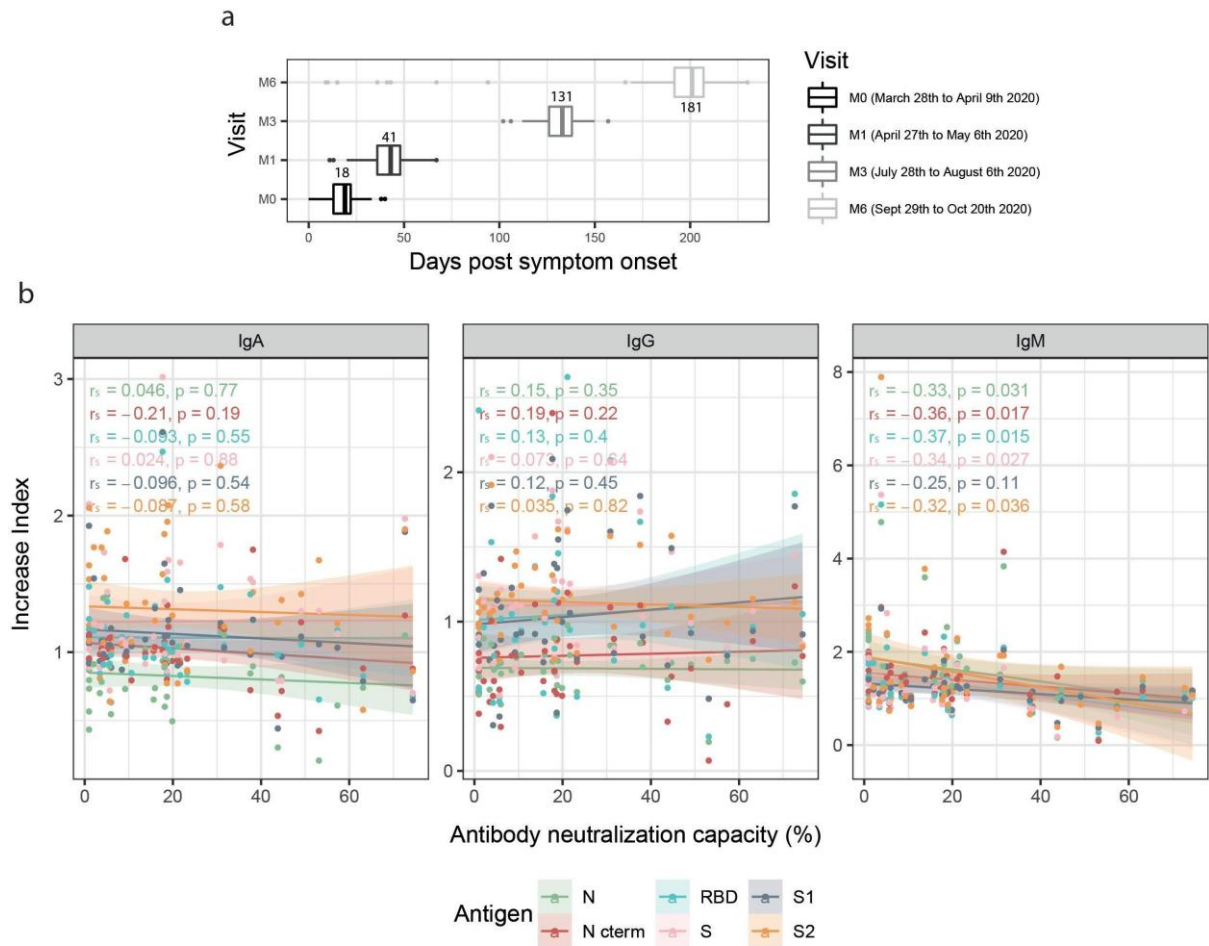 a
Visit
M6
M3
M1
M0
181
131
41
18
0 50 100 150 200
Days post symptom onset
Visit
M0 (March 28th to April 9th 2020)
M1 (April 27th to May 6th 2020)
M3 (July 28th to August 6th 2020)
M6 (Sept 29th to Oct 20th 2020)
b
Increase Index
IgA
3
2
1
rs = 0.046, p = 0.77
rs = −0.21, p = 0.19
rs = −0.093, p = 0.55
rs = 0.024, p = 0.88
rs = −0.096, p = 0.54
rs = −0.087, p = 0.58
0 20 40 60
IgG
2
1
0
rs = 0.15, p = 0.35
rs = 0.19, p = 0.22
rs = 0.13, p = 0.4
rs = 0.073, p = 0.64
rs = 0.12, p = 0.45
rs = 0.035, p = 0.82
0 20 40 60
IgM
8
6
4
2
0
rs = −0.33, p = 0.031
rs = −0.36, p = 0.017
rs = −0.37, p = 0.015
rs = −0.34, p = 0.027
rs = −0.25, p = 0.11
rs = −0.32, p = 0.036
0 20 40 60
Antibody neutralization capacity (%)
Antigen
a N a RBD a S1
a N cterm a S a S2